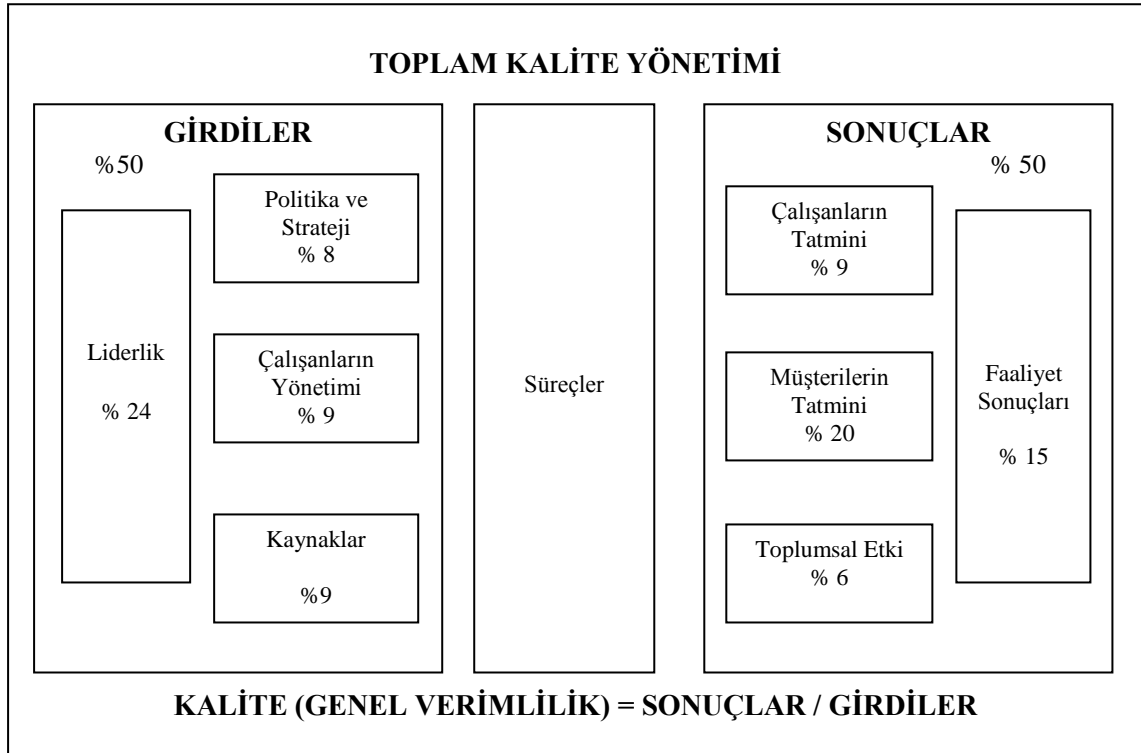 TOPLAM KALİTE YÖNETİMİ
GİRDİLER
%50
Liderlik
% 24
Politika ve
Strateji
% 8
Çalışanların
Yönetimi
% 9
Kaynaklar
%9
Süreçler
SONUÇLAR
% 50
Çalışanların
Tatmini
% 9
Müşterilerin
Tatmini
% 20
Toplumsal Etki
% 6
Faaliyet
Sonuçları
% 15
KALİTE (GENEL VERİMLİLİK) = SONUÇLAR / GİRDİLER